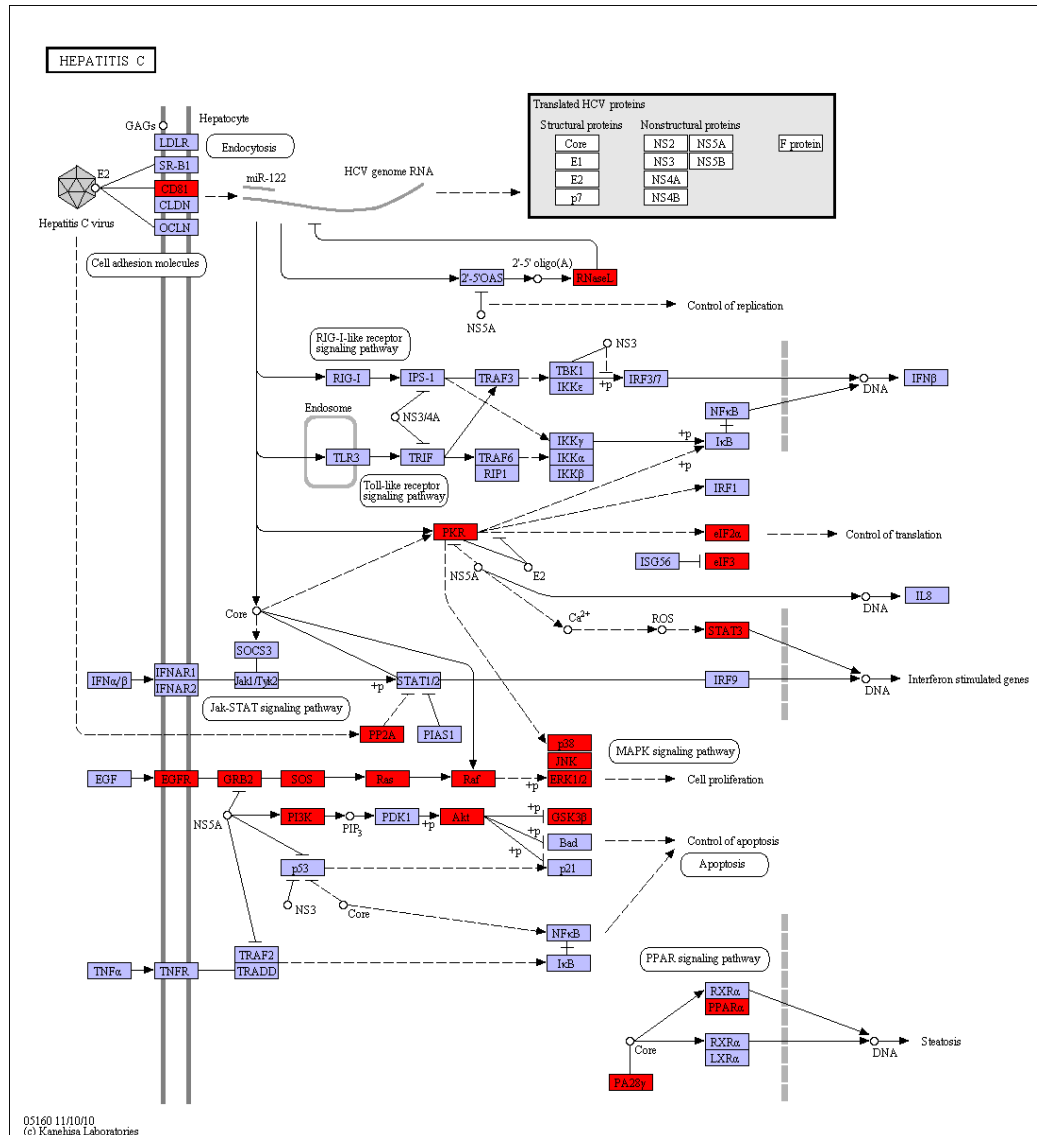 HEPATITIS C
GAGs
Hepatocyte
LDLR
Endocytosis
SR-B1
E2
CD81
CLDN
OCLN
Hepatitis C virus
Cell adhesion molecules
miR-122
HCV genome RNA
Translated HCV proteins
Structural proteins
Nonstructural proteins
Core
NS2
NS5A
F protein
E1
NS3
NS5B
E2
NS4A
p7
NS4B
2'-5'OAS
2'-5' oligo(A)
RNaseL
NS5A
Control of replication
RIG-I-like receptor
signaling pathway
RIG-I
IPS-1
TRAF3
TBK1
IKKε
NS3
+p
IRF3/7
DNA
IFNβ
Endosome
NS3/4A
NFκB
+p
IκB
+p
TLR3
TRIF
TRAF6
RIP1
IKKγ
IKKα
IKKβ
Toll-like receptor
signaling pathway
IRF1
PKR
eIF2α
Control of translation
ISG56
eIF3
NS5A
E2
DNA
IL8
Core
Ca2+
ROS
STAT3
SOCS3
IFNα/β
IFNAR1
IFNAR2
Jak1/Tyk2
+p
STAT1/2
IRF9
DNA
Interferon stimulated genes
Jak-STAT signaling pathway
PP2A
PIAS1
p38
JNK
ERK1/2
MAPK signaling pathway
EGF
EGFR
GRB2
SOS
Ras
Raf
+p
Cell proliferation
NS5A
PI3K
PIP3
PDK1
+p
Akt
+p
GSK3β
+p
Bad
Control of apoptosis
+p
p21
Apoptosis
p53
NS3
Core
NFκB
IκB
TNFα
TNFR
TRAF2
TRADD
PPAR signaling pathway
RXRα
PPARα
Core
RXRα
LXRα
DNA
Steatosis
PA28γ
05160 11/10/10
(c) Kanehisa Laboratories